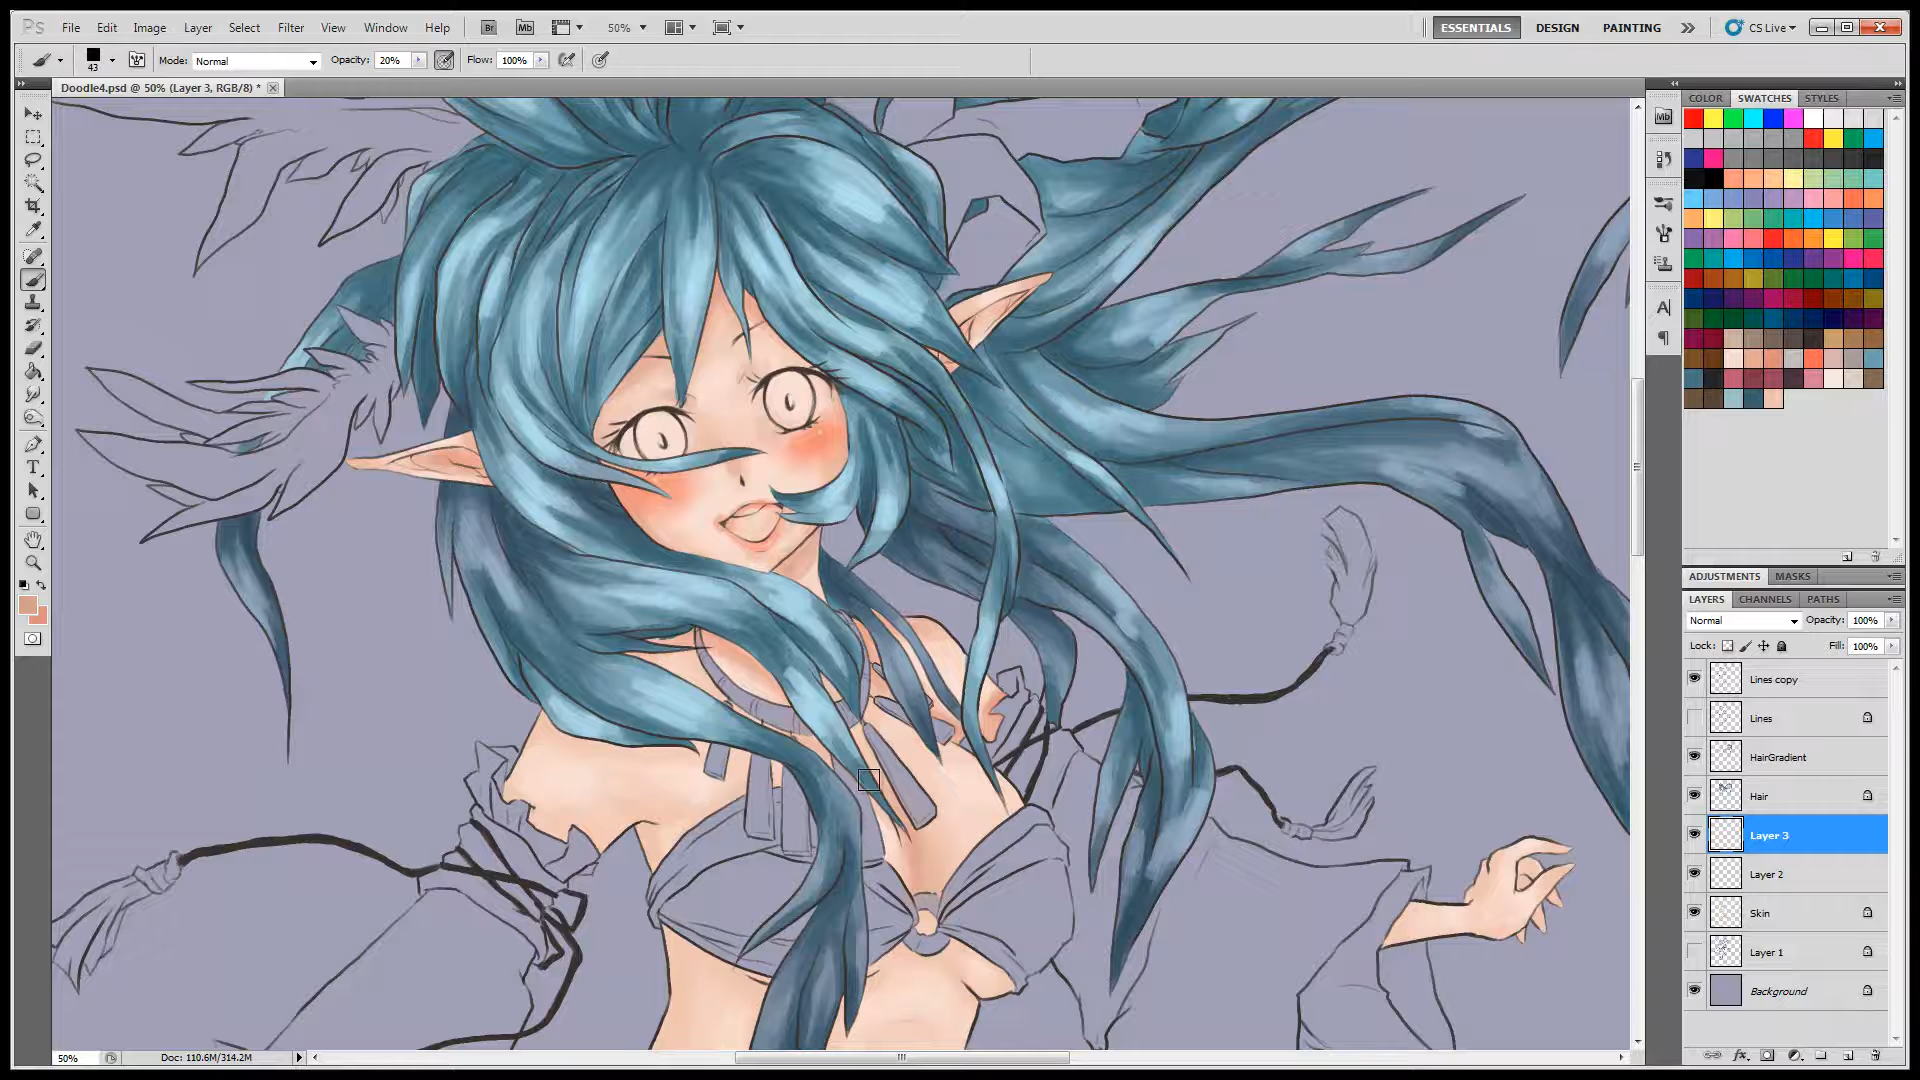 Ps File Edit Image Layer Select Filter View Window Help Br Mb 50% ESSENTIALS DESIGN PAINTING CS Live
43 Mode: Normal Opacity: 20% Flow: 100%
Doodle4.psd @ 50% (Layer 3, RGB/8) *
COLOR SWATCHES STYLES
Mb
A
T
ADJUSTMENTS MASKS
LAYERS CHANNELS PATHS
Normal Opacity: 100%
Lock: Fill: 100%
Lines copy
Lines
HairGradient
Hair
Layer 3
Layer 2
Skin
Layer 1
Background
50% Doc: 110.6M/314.2M
fx